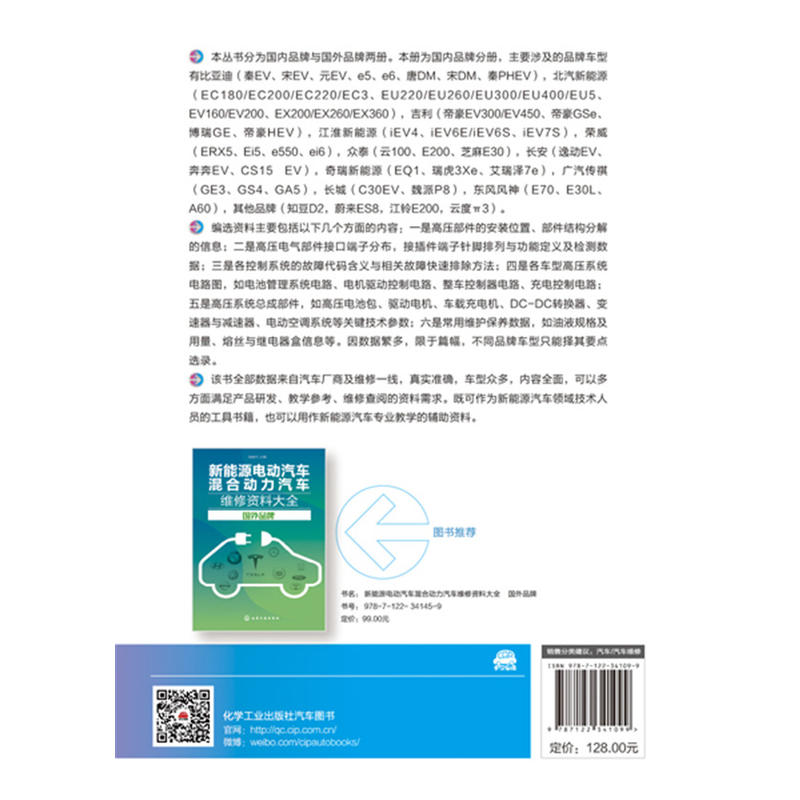 本丛书分为国内品牌与国外品牌两册。本册为国内品牌分册，主要涉及的品牌车型
有比亚迪（秦EV、宋EV、元EV、e5、e6、唐DM、宋DM、秦PHEV），北汽新能源
（EC180/EC200/EC220/EC3、EU220/EU260/EU300/EU400/EU5、
EV160/EV200、EX200/EX260/EX360），吉利（帝豪EV300/EV450、帝豪GSe、
博瑞GE、帝豪HEV），江淮新能源（iEV4、iEV6E/iEV6S、iEV7S），荣威
（ERX5、Ei5、e550、ei6），众泰（云100、E200、芝麻E30），长安（逸动EV、
奔奔EV、CS15 EV），奇瑞新能源（EQ1、瑞虎3Xe、艾瑞泽7e），广汽传祺
（GE3、GS4、GA5），长城（C30EV、魏派P8），东风风神（E70、E30L、
A60），其他品牌（知豆D2，蔚来ES8，江铃E200，云度π3）。
编选资料主要包括以下几个方面的内容；一是高压部件的安装位置、部件结构分解
的信息；二是高压电气部件接口端子分布，接插件端子针脚排列与功能定义及检测数
据；三是各控制系统的故障代码含义与相关故障快速排除方法；四是各车型高压系统
电路图，如电池管理系统电路、电机驱动控制电路、整车控制器电路、充电控制电路；
五是高压系统总成部件，如高压电池包、驱动电机、车载充电机、DC-DC转换器、变
速器与减速器、电动空调系统等关键技术参数；六是常用维护保养数据，如油液规格及
用量、熔丝与继电器盒信息等。因数据繁多，限于篇幅，不同品牌车型只能择其要点
选录。
该书全部数据来自汽车厂商及维修一线，真实准确，车型众多，内容全面，可以多
方面满足产品研发、教学参考、维修查阅的资料需求。既可作为新能源汽车领域技术人
员的工具书籍，也可以用作新能源汽车专业教学的辅助资料。
新能源电动汽车
混合动力汽车
维修资料大全
国外品牌
TESLA
图书推荐
书名：新能源电动汽车混合动力汽车维修资料大全 国外品牌
书号：978-7-122-34145-9
定价：99.00元
化学工业出版社汽车图书
官网：http://qc.cip.com.cn/
微博：weibo.com/cipautobooks/
销售分类建议：汽车/汽车维修
ISBN 978-7-122-34109-9
9 787122 341099 >
定价：128.00元